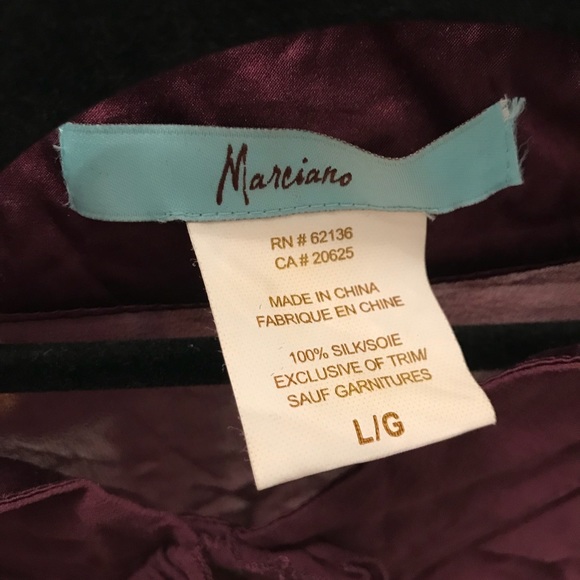 Marciano
RN # 62136
CA # 20625
MADE IN CHINA
FABRIQUE EN CHINE
100% SILK/SOIE
EXCLUSIVE OF TRIM/
SAUF GARNITURES
L/G